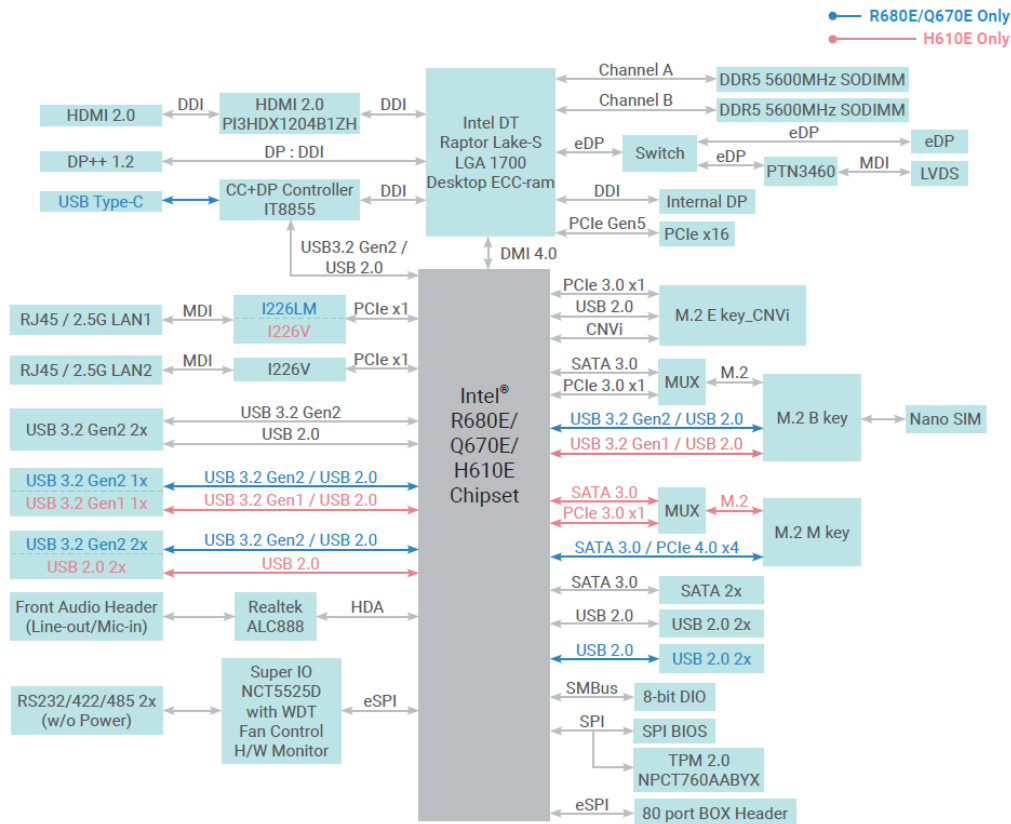 R680E/Q670E Only
H610E Only
HDMI 2.0
DDI
HDMI 2.0
PI3HDX1204B1ZH
DDI
DP++ 1.2
DP : DDI
USB Type-C
CC+DP Controller
IT8855
DDI
USB3.2 Gen2 /
USB 2.0
Intel DT
Raptor Lake-S
LGA 1700
Desktop ECC-ram
Channel A
DDR5 5600MHz SODIMM
Channel B
DDR5 5600MHz SODIMM
eDP
Switch
eDP
eDP
eDP
PTN3460
MDI
LVDS
DDI
Internal DP
PCIe Gen5
PCIe x16
DMI 4.0
RJ45 / 2.5G LAN1
MDI
I226LM
I226V
PCIe x1
RJ45 / 2.5G LAN2
MDI
I226V
PCIe x1
USB 3.2 Gen2 2x
USB 3.2 Gen2
USB 2.0
USB 3.2 Gen2 1x
USB 3.2 Gen1 1x
USB 3.2 Gen2 / USB 2.0
USB 3.2 Gen1 / USB 2.0
USB 3.2 Gen2 2x
USB 2.0 2x
USB 3.2 Gen2 / USB 2.0
USB 2.0
Front Audio Header
(Line-out/Mic-in)
Realtek
ALC888
HDA
RS232/422/485 2x
(w/o Power)
Super IO
NCT5525D
with WDT
Fan Control
H/W Monitor
eSPI
Intel®
R680E/
Q670E/
H610E
Chipset
PCIe 3.0 x1
USB 2.0
CNVi
M.2 E key_CNVi
SATA 3.0
PCIe 3.0 x1
MUX
M.2
USB 3.2 Gen2 / USB 2.0
USB 3.2 Gen1 / USB 2.0
M.2 B key
Nano SIM
SATA 3.0
PCIe 3.0 x1
MUX
M.2
SATA 3.0 / PCIe 4.0 x4
M.2 M key
SATA 3.0
SATA 2x
USB 2.0
USB 2.0 2x
USB 2.0
USB 2.0 2x
SMBus
8-bit DIO
SPI
SPI BIOS
TPM 2.0
NPCT760AABYX
eSPI
80 port BOX Header